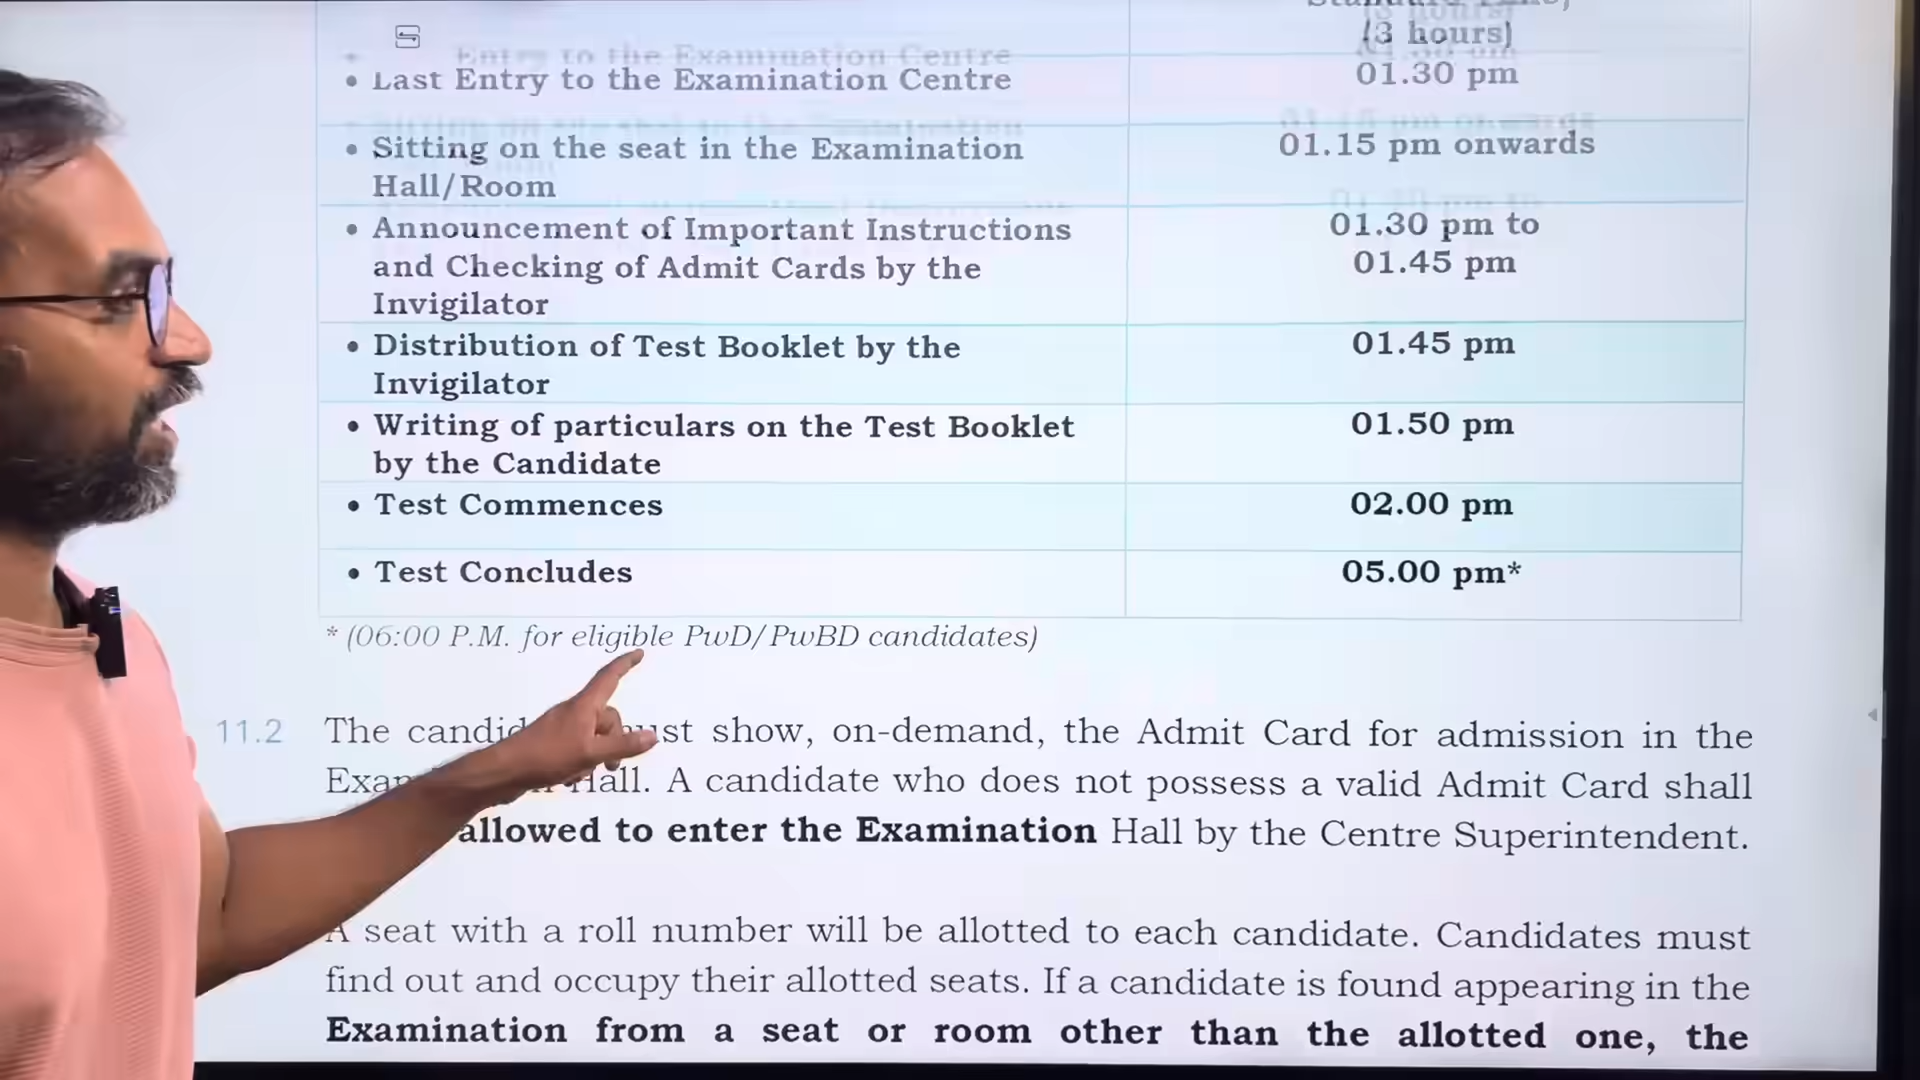 (3 hours)
• Last Entry to the Examination Centre 01.30 pm
• Sitting on the seat in the Examination Hall/Room 01.15 pm onwards
• Announcement of Important Instructions and Checking of Admit Cards by the Invigilator 01.30 pm to 01.45 pm
• Distribution of Test Booklet by the Invigilator 01.45 pm
• Writing of particulars on the Test Booklet by the Candidate 01.50 pm
• Test Commences 02.00 pm
• Test Concludes 05.00 pm*
* (06:00 P.M. for eligible PwD/PwBD candidates)
11.2 The must show, on-demand, the Admit Card for admission in the
Hall. A candidate who does not possess a valid Admit Card shall
allowed to enter the Examination Hall by the Centre Superintendent.
A seat with a roll number will be allotted to each candidate. Candidates must
find out and occupy their allotted seats. If a candidate is found appearing in the
Examination from a seat or room other than the allotted one, the